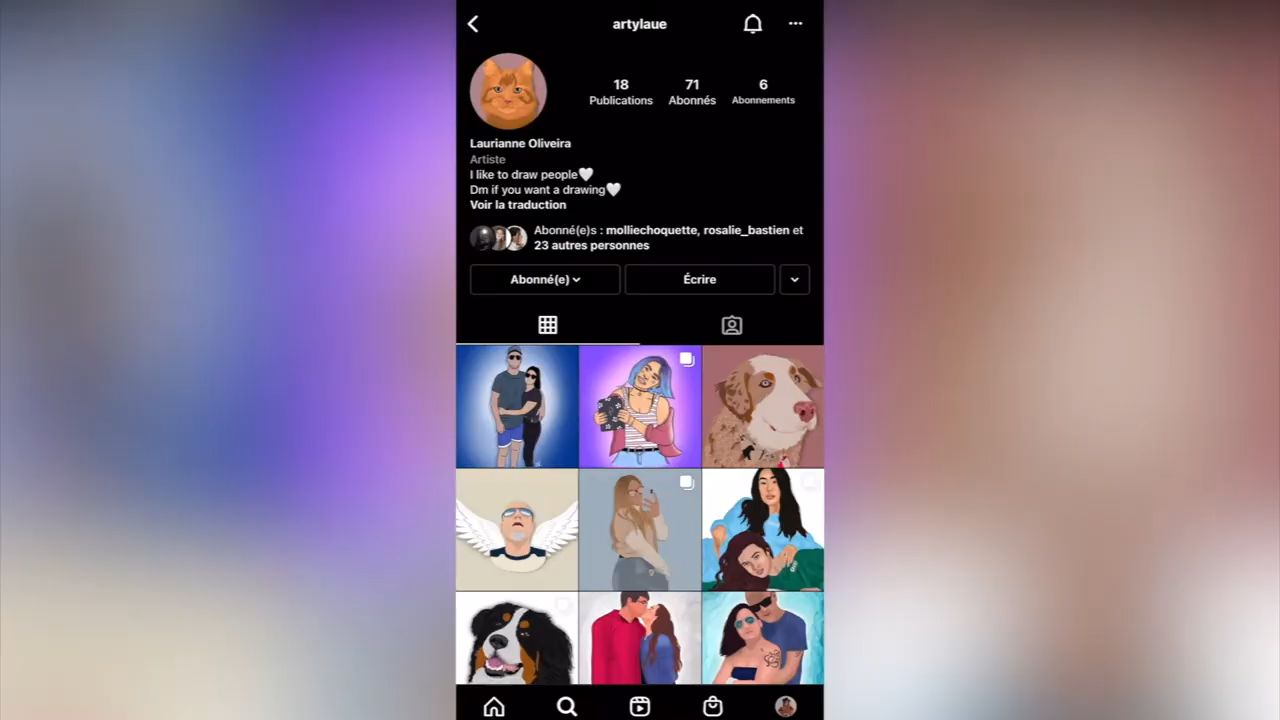 artylaue
18 71 6
Publications Abonnés Abonnements
Laurianne Oliveira
Artiste
I like to draw people🤍
Dm if you want a drawing🤍
Voir la traduction
Abonné(e)s : molliechoquette, rosalie_bastien et
23 autres personnes
Abonné(e) Écrire